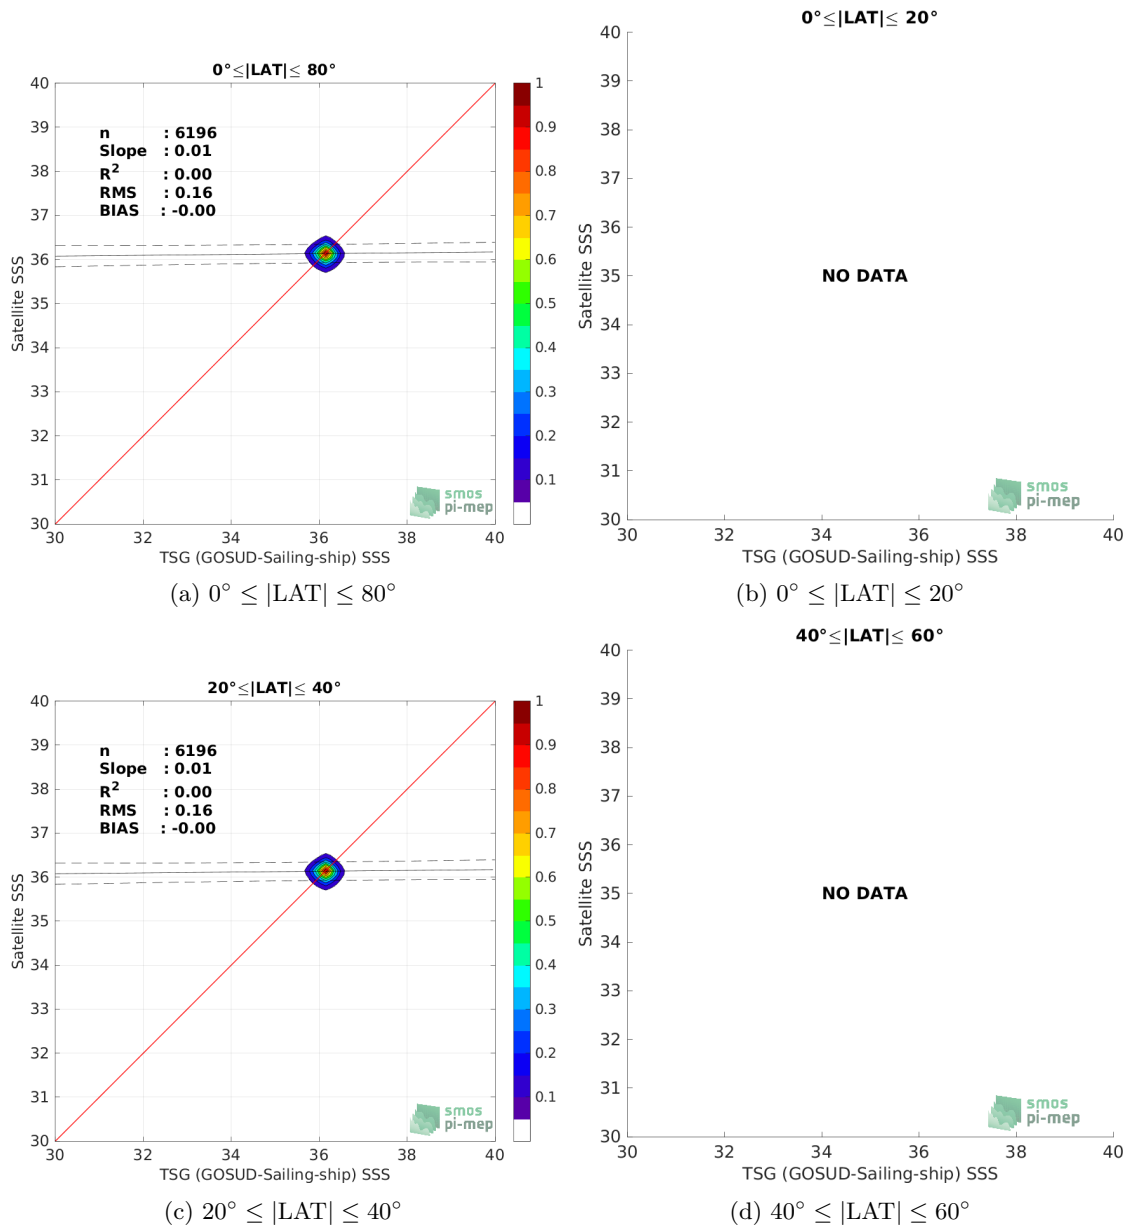 0°≤|LAT|≤ 80°
40
39
38
37
36
35
34
33
32
31
30
Satellite SSS
n : 6196
Slope : 0.01
R² : 0.00
RMS : 0.16
BIAS : -0.00
1
0.9
0.8
0.7
0.6
0.5
0.4
0.3
0.2
0.1
smos
pi-mep
30 32 34 36 38 40
TSG (GOSUD-Sailing-ship) SSS
(a) 0° ≤ |LAT| ≤ 80°
0°≤|LAT|≤ 20°
40
39
38
37
36
35
34
33
32
31
30
Satellite SSS
NO DATA
smos
pi-mep
30 32 34 36 38 40
TSG (GOSUD-Sailing-ship) SSS
(b) 0° ≤ |LAT| ≤ 20°
20°≤|LAT|≤ 40°
40
39
38
37
36
35
34
33
32
31
30
Satellite SSS
n : 6196
Slope : 0.01
R² : 0.00
RMS : 0.16
BIAS : -0.00
1
0.9
0.8
0.7
0.6
0.5
0.4
0.3
0.2
0.1
smos
pi-mep
30 32 34 36 38 40
TSG (GOSUD-Sailing-ship) SSS
(c) 20° ≤ |LAT| ≤ 40°
40°≤|LAT|≤ 60°
40
39
38
37
36
35
34
33
32
31
30
Satellite SSS
NO DATA
smos
pi-mep
30 32 34 36 38 40
TSG (GOSUD-Sailing-ship) SSS
(d) 40° ≤ |LAT| ≤ 60°